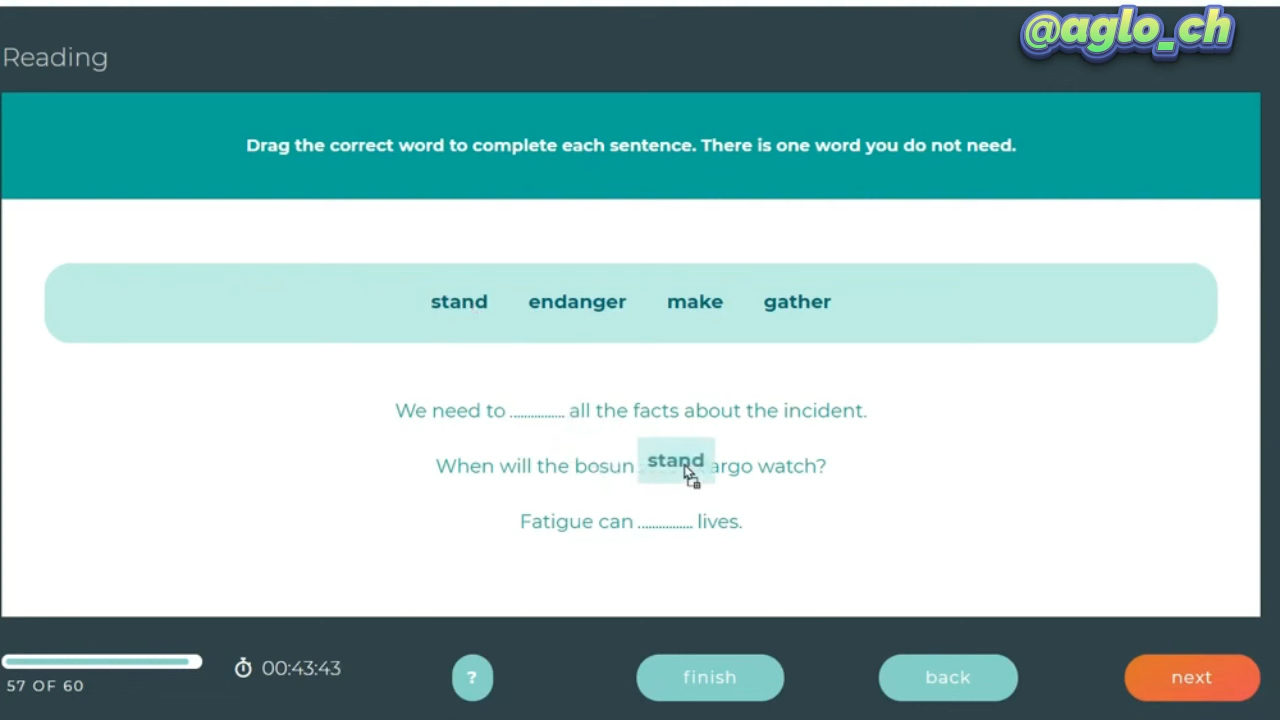 @aglo_ch
Reading
Drag the correct word to complete each sentence. There is one word you do not need.
stand endanger make gather
We need to ............... all the facts about the incident.
When will the bosun stand argo watch?
Fatigue can ............... lives.
57 OF 60
00:43:43
?
finish
back
next